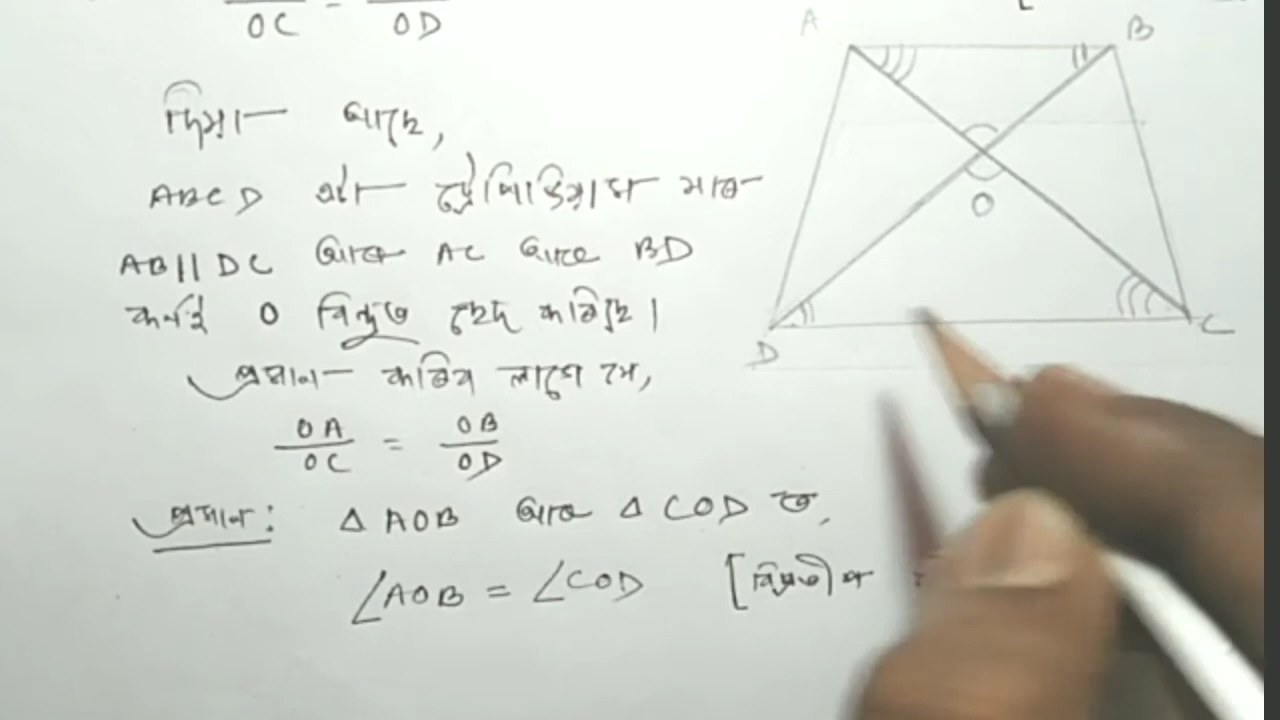 OC - OD
দিয়া আছে,
ABCD এটা ট্ৰেপিজিয়াম য'ত
AB || DC আৰু AC আৰু BD
কৰ্ণই O বিন্দুত ছেদ কৰিছে।
প্ৰমাণ কৰিব লাগে যে,
OA/OC = OB/OD
প্ৰমাণ: Δ AOB আৰু Δ COD ত,
∠AOB = ∠COD [বিপ্ৰতীপ
A B
O
D C